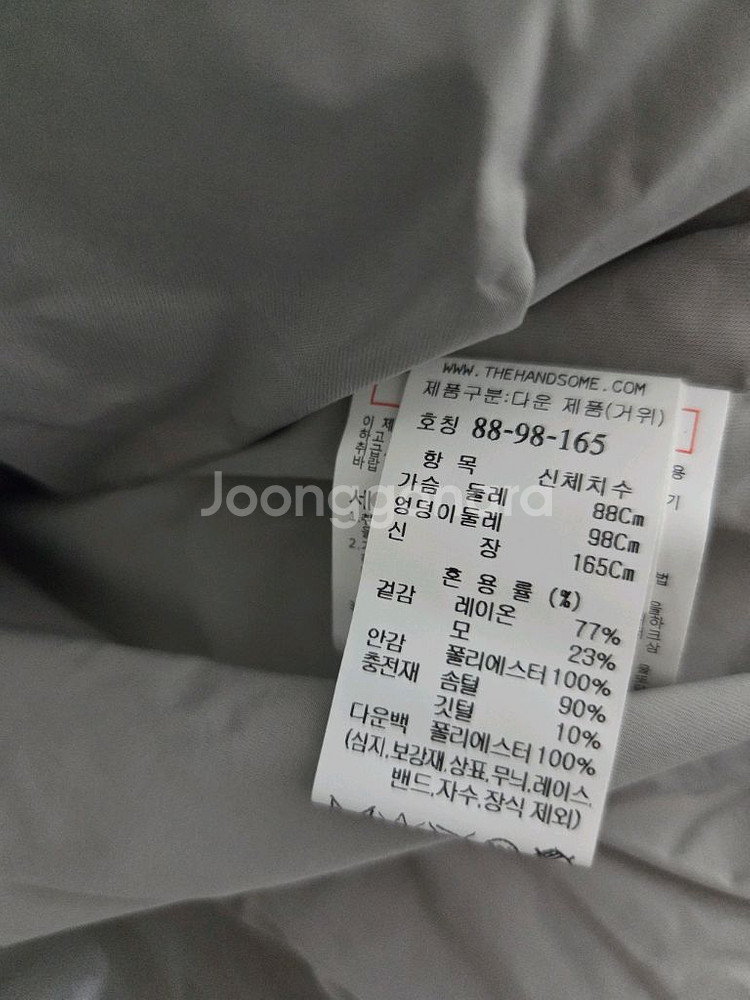 WWW.THEHANDSOME.COM
제품구분:다운 제품(거위)
호칭 88-98-165
항 목 신체치수
가슴 둘레 88Cm
엉덩이둘레 98Cm
신 장 165Cm
혼 용 률 (%)
겉감 레이온 77%
모 23%
안감 폴리에스터 100%
충전재 솜털 90%
깃털 10%
다운백 폴리에스터 100%
(심지,보강재,상표,무늬,레이스,
밴드,자수,장식 제외)
Joonggonara